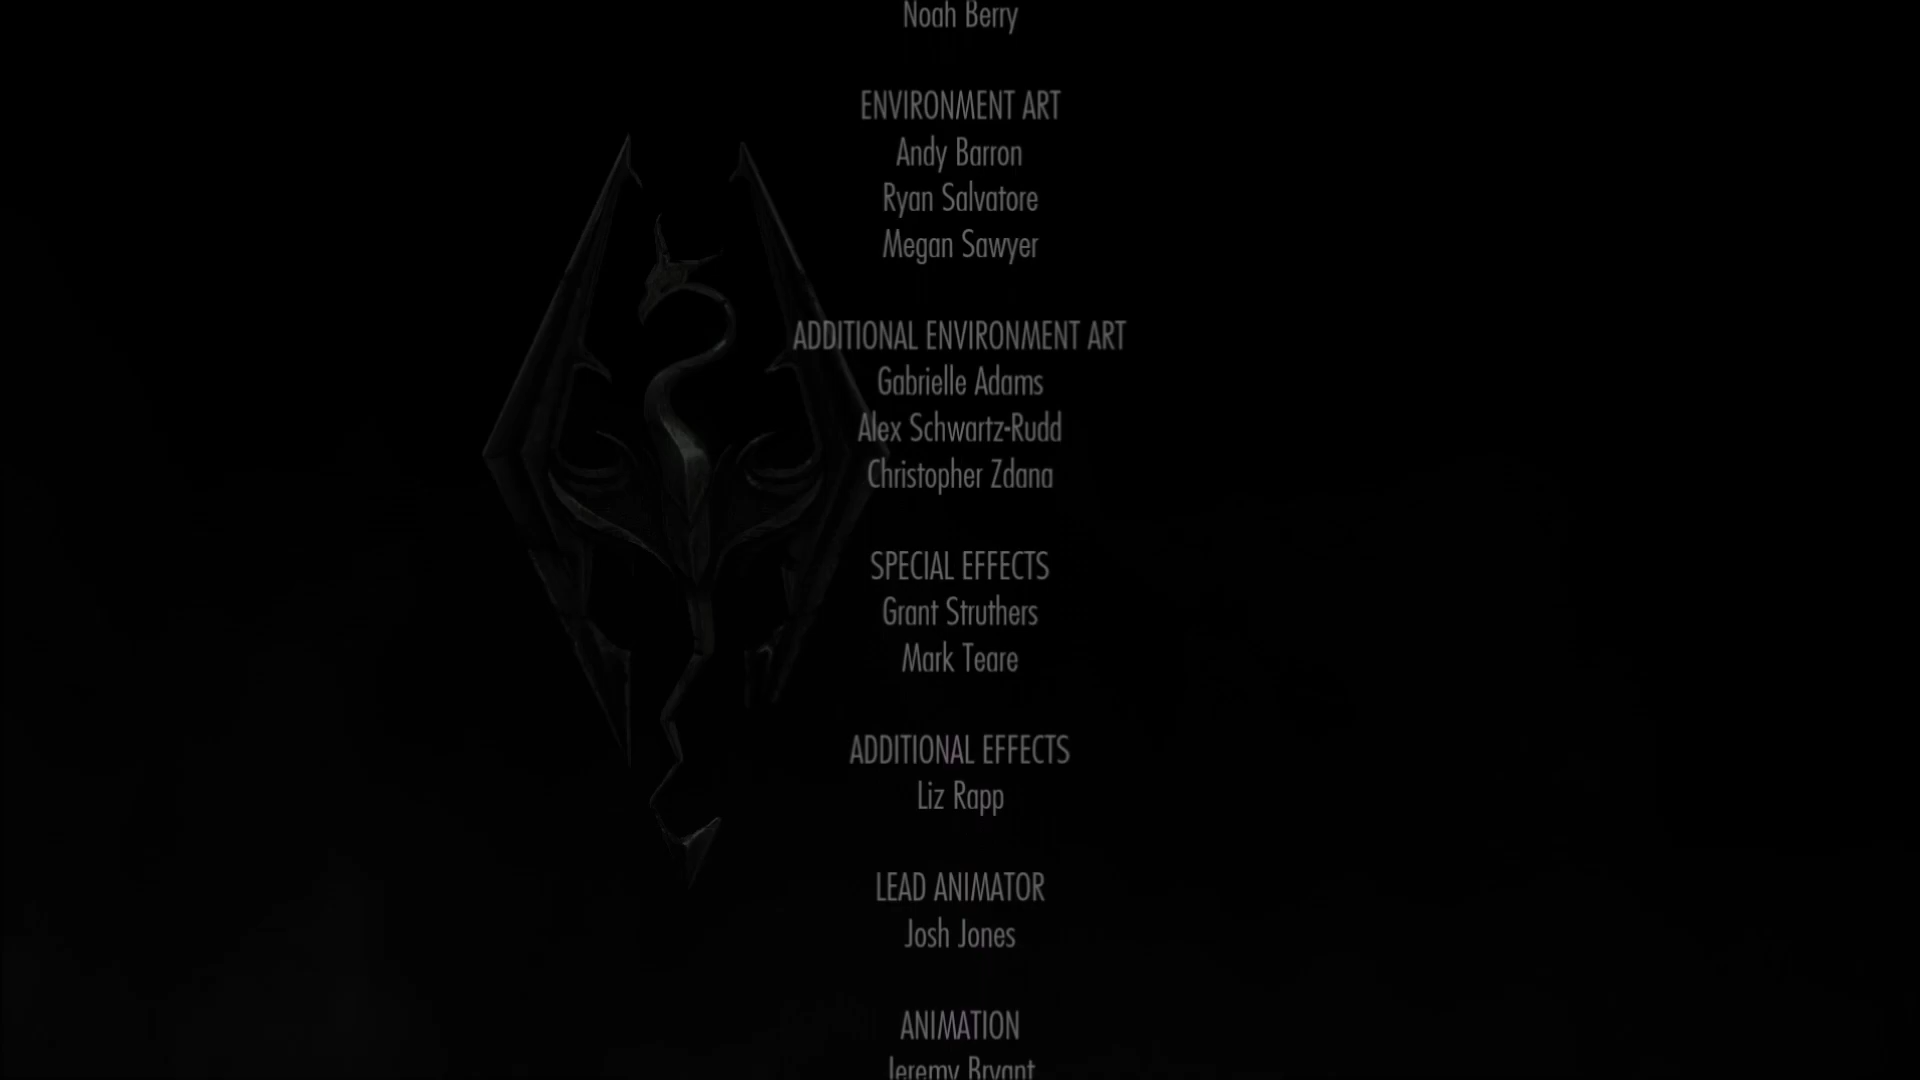 Noah Berry
ENVIRONMENT ART
Andy Barron
Ryan Salvatore
Megan Sawyer
ADDITIONAL ENVIRONMENT ART
Gabrielle Adams
Alex Schwartz-Rudd
Christopher Zdana
SPECIAL EFFECTS
Grant Struthers
Mark Teare
ADDITIONAL EFFECTS
Liz Rapp
LEAD ANIMATOR
Josh Jones
ANIMATION
Jeremy Bryant